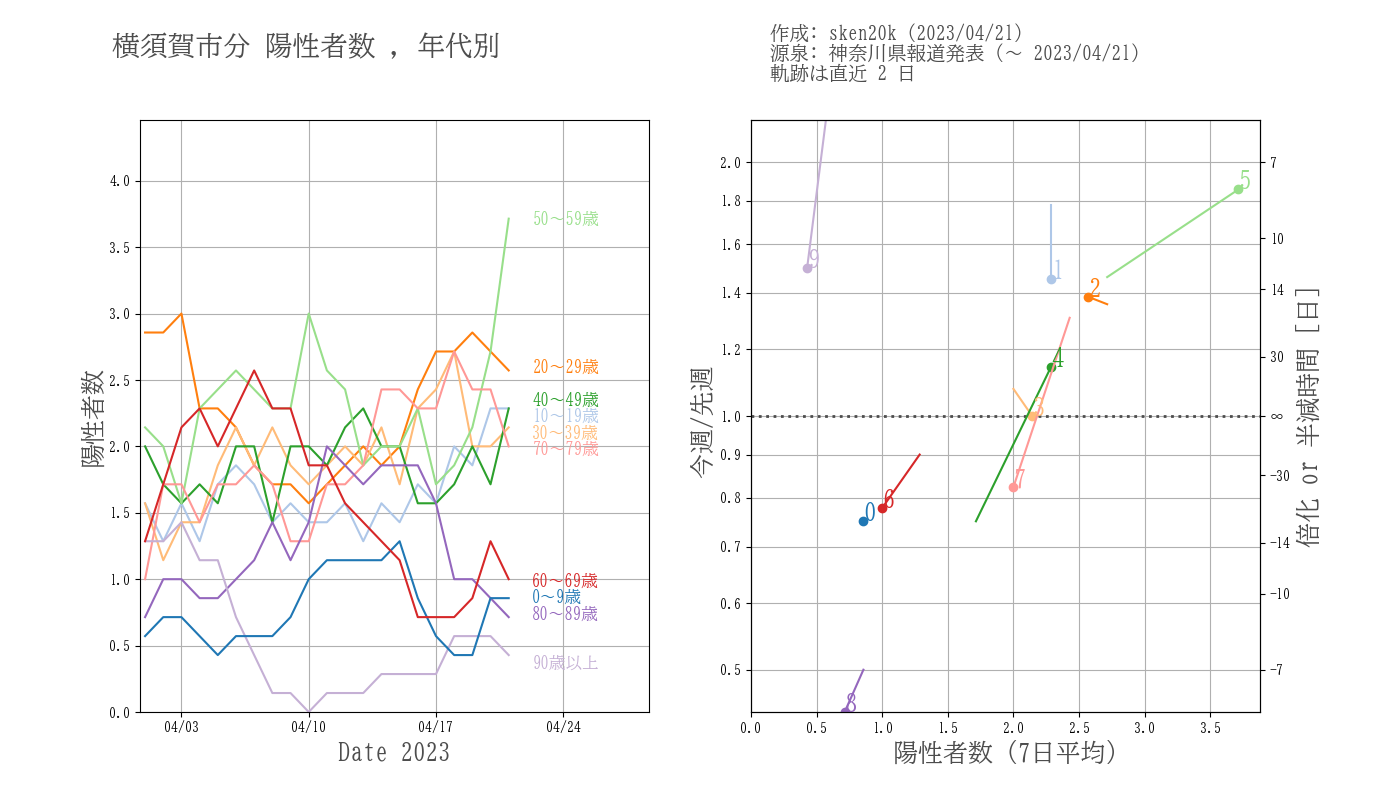 横須賀市分 陽性者数 , 年代別
作成: sken20k (2023/04/21)
源泉: 神奈川県報道発表 (～ 2023/04/21)
軌跡は直近 2 日
陽性者数
4.0
3.5
3.0
2.5
2.0
1.5
1.0
0.5
0.0
04/03
04/10
04/17
04/24
Date 2023
50～59歳
20～29歳
40～49歳
10～19歳
30～39歳
70～79歳
60～69歳
0～9歳
80～89歳
90歳以上
今週/先週
2.0
1.8
1.6
1.4
1.2
1.0
0.9
0.8
0.7
0.6
0.5
0.0
0.5
1.0
1.5
2.0
2.5
3.0
3.5
陽性者数 (7日平均)
9
5
1
2
4
3
7
6
0
8
7
10
14
30
∞
−30
−14
−10
−7
倍化 or 半減時間 [日]